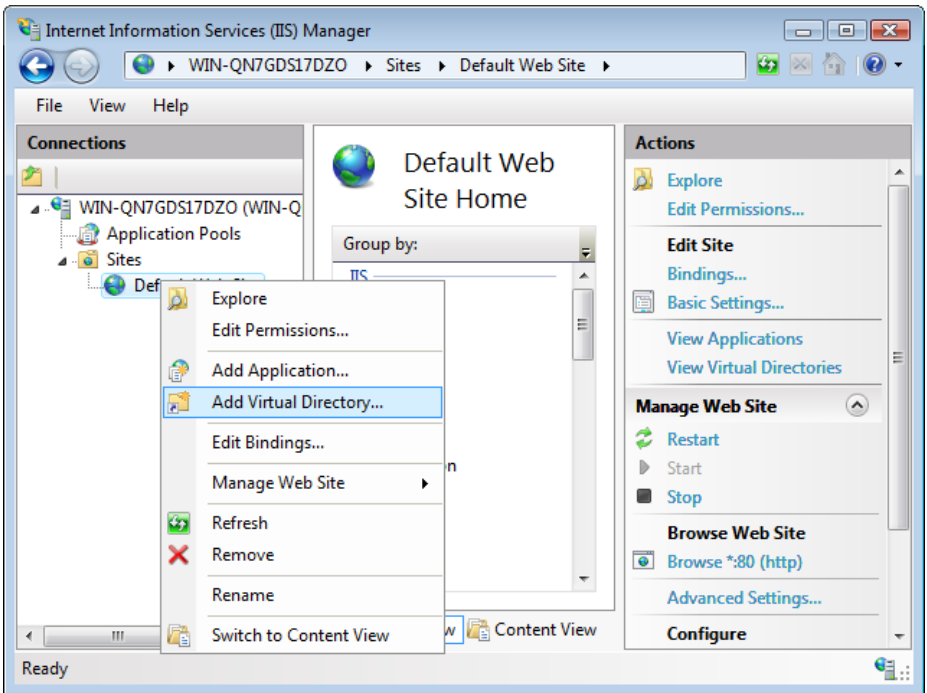 Internet Information Services (IIS) Manager
WIN-QN7GDS17DZO Sites Default Web Site
File View Help
Connections
WIN-QN7GDS17DZO (WIN-Q
Application Pools
Sites
Explore
Edit Permissions...
Add Application...
Add Virtual Directory...
Edit Bindings...
Manage Web Site
Refresh
Remove
Rename
Switch to Content View
Default Web
Site Home
Group by:
IIS
Content View
Actions
Explore
Edit Permissions...
Edit Site
Bindings...
Basic Settings...
View Applications
View Virtual Directories
Manage Web Site
Restart
Start
Stop
Browse Web Site
Browse *:80 (http)
Advanced Settings...
Configure
Ready